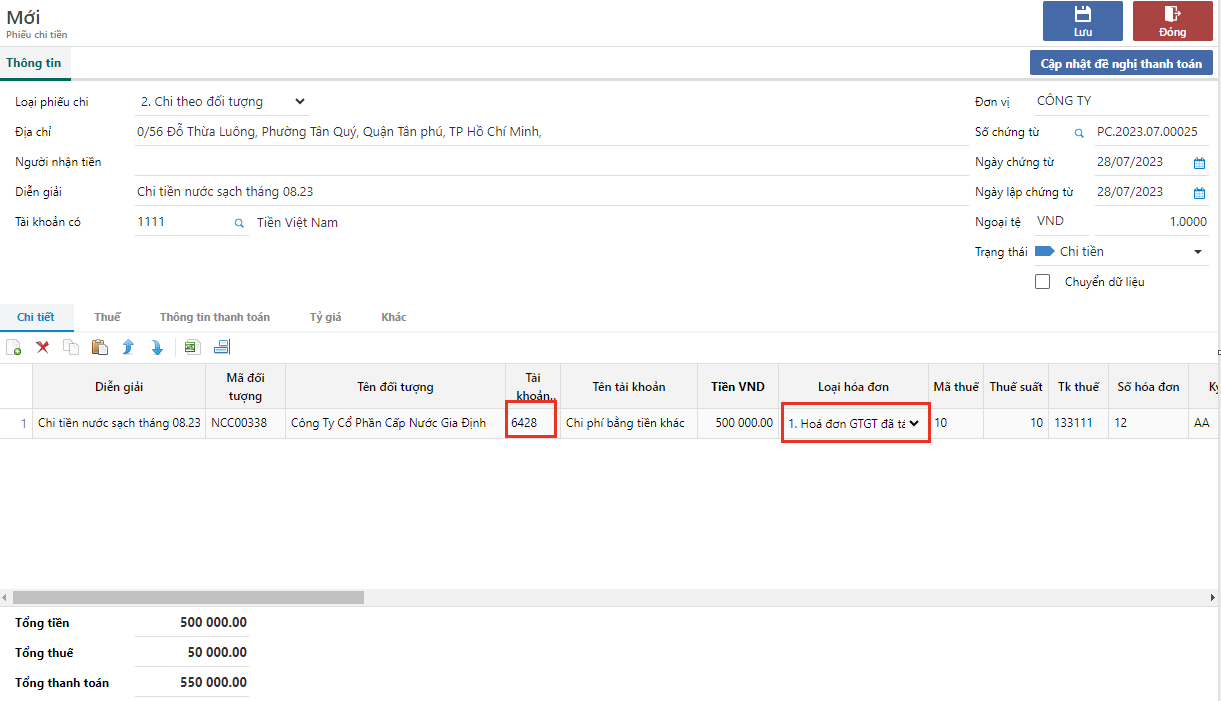 Mới
Phiếu chi tiền
Lưu
Đóng
Thông tin
Cập nhật đề nghị thanh toán
Loại phiếu chi 2. Chi theo đối tượng
Đơn vị CÔNG TY
Địa chỉ 0/56 Đỗ Thừa Luông, Phường Tân Quý, Quận Tân phú, TP Hồ Chí Minh,
Số chứng từ PC.2023.07.00025
Người nhận tiền
Ngày chứng từ 28/07/2023
Diễn giải Chi tiền nước sạch tháng 08.23
Ngày lập chứng từ 28/07/2023
Tài khoản có 1111 Tiền Việt Nam
Ngoại tệ VND 1.0000
Trạng thái Chi tiền
Chuyển dữ liệu
Chi tiết Thuế Thông tin thanh toán Tỷ giá Khác
Diễn giải Mã đối tượng Tên đối tượng Tài khoản.. Tên tài khoản Tiền VND Loại hóa đơn Mã thuế Thuế suất Tk thuế Số hóa đơn
1 Chi tiền nước sạch tháng 08.23 NCC00338 Công Ty Cổ Phần Cấp Nước Gia Định 6428 Chi phí bằng tiền khác 500 000.00 1. Hoá đơn GTGT đã tá 10 10 133111 12 AA
Tổng tiền 500 000.00
Tổng thuế 50 000.00
Tổng thanh toán 550 000.00